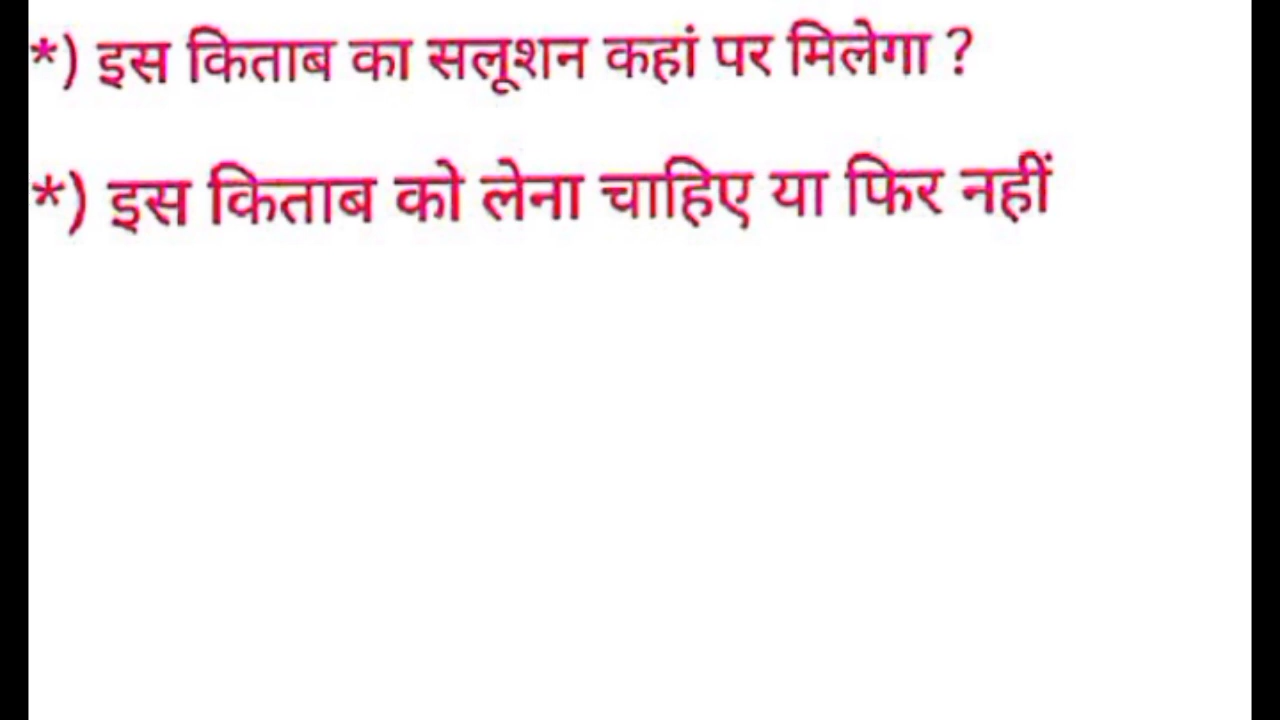 *) इस किताब का सलूशन कहां पर मिलेगा ?
*) इस किताब को लेना चाहिए या फिर नहीं